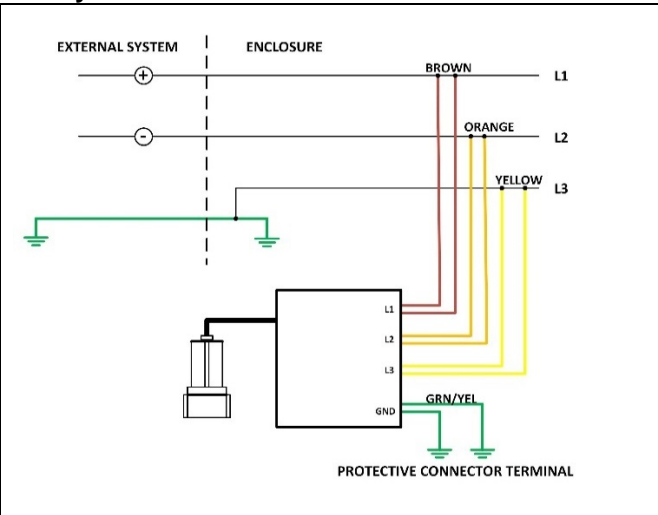 EXTERNAL SYSTEM
ENCLOSURE
+
BROWN
L1
-
ORANGE
L2
YELLOW
L3
L1
L2
L3
GRN/YEL
GND
PROTECTIVE CONNECTOR TERMINAL